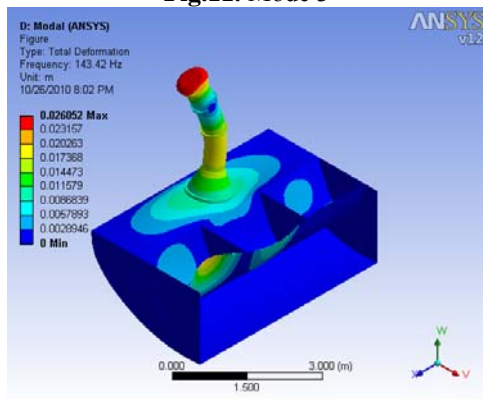 Fig.11. Mode 5
D: Modal (ANSYS)
Figure
Type: Total Deformation
Frequency: 143.42 Hz
Unit: m
10/26/2010 8:02 PM
ANSYS
v12
0.026052 Max
0.023157
0.020263
0.017368
0.014473
0.011579
0.0086839
0.0057893
0.0028946
0 Min
0.000
3.000 (m)
1.500
W
X
V